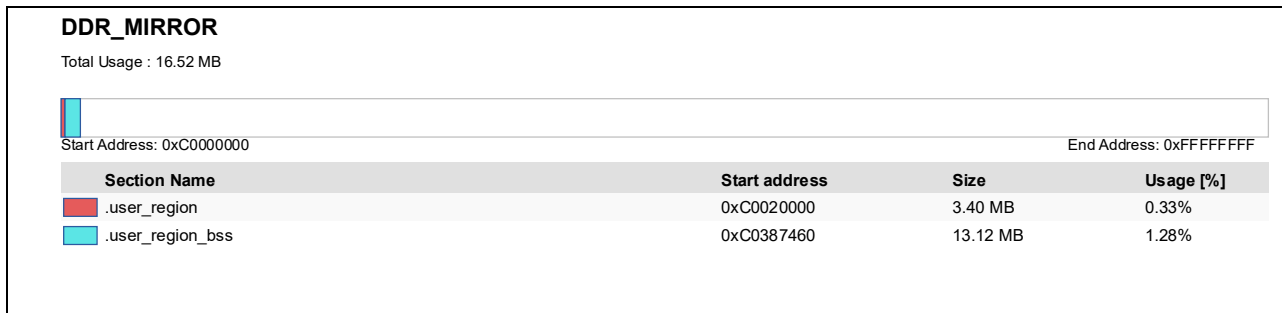 DDR_MIRROR
Total Usage : 16.52 MB
Start Address: 0xC0000000 End Address: 0xFFFFFFFF
Section Name Start address Size Usage [%]
.user_region 0xC0020000 3.40 MB 0.33%
.user_region_bss 0xC0387460 13.12 MB 1.28%